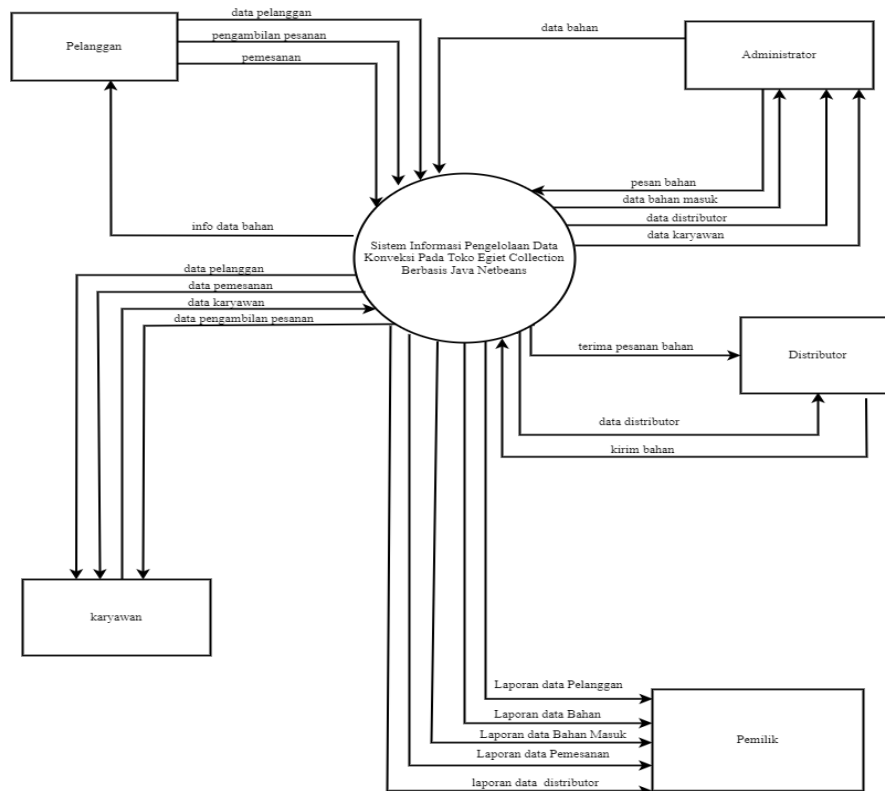 data pelanggan
pengambilan pesanan
pemesanan
Pelanggan
data bahan
Administrator
pesan bahan
data bahan masuk
data distributor
data karyawan
info data bahan
Sistem Informasi Pengelolaan Data
Konveksi Pada Toko Egiet Collection
Berbasis Java Netbeans
data pelanggan
data pemesanan
data karyawan
data pengambilan pesanan
terima pesanan bahan
Distributor
data distributor
kirim bahan
karyawan
Laporan data Pelanggan
Laporan data Bahan
Laporan data Bahan Masuk
Laporan data Pemesanan
laporan data distributor
Pemilik